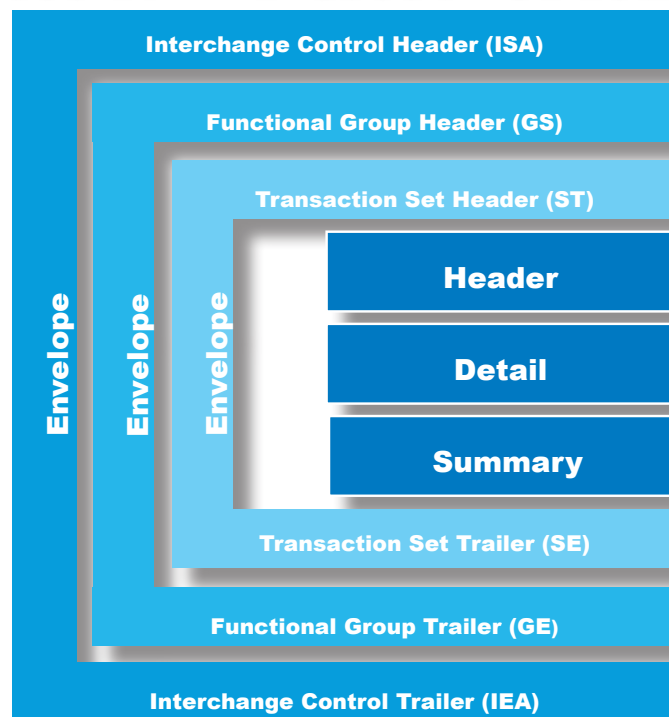 Interchange Control Header (ISA)
Functional Group Header (GS)
Transaction Set Header (ST)
Envelope
Envelope
Envelope
Header
Detail
Summary
Transaction Set Trailer (SE)
Functional Group Trailer (GE)
Interchange Control Trailer (IEA)